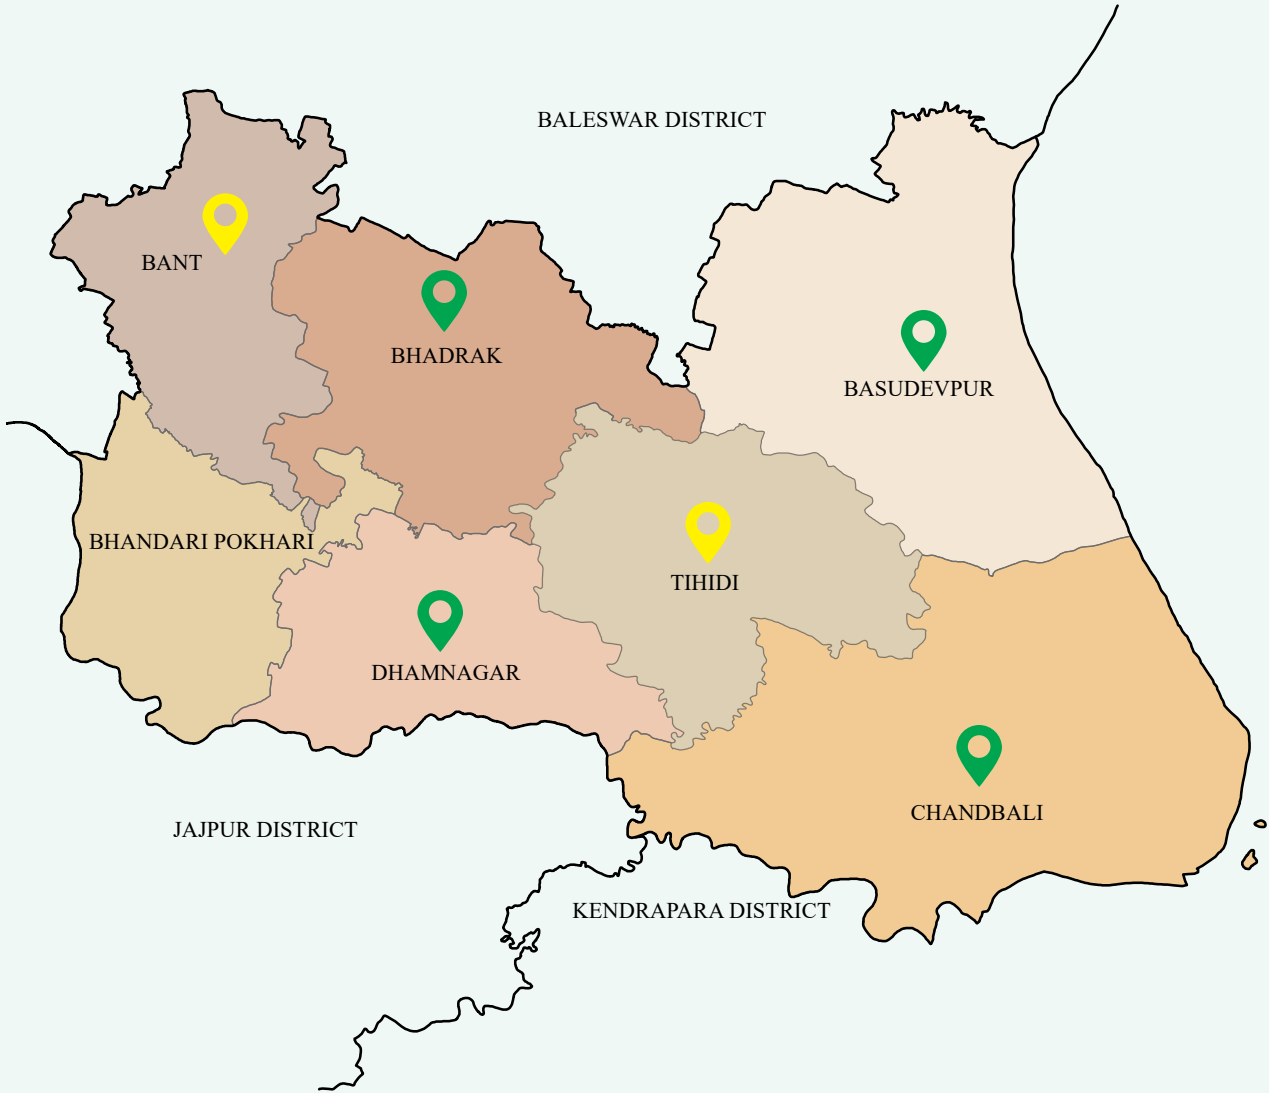 BALESWAR DISTRICT
BANT
BHADRAK
BASUDEVPUR
BHANDARI POKHARI
TIHIDI
DHAMNAGAR
CHANDBALI
JAJPUR DISTRICT
KENDRAPARA DISTRICT